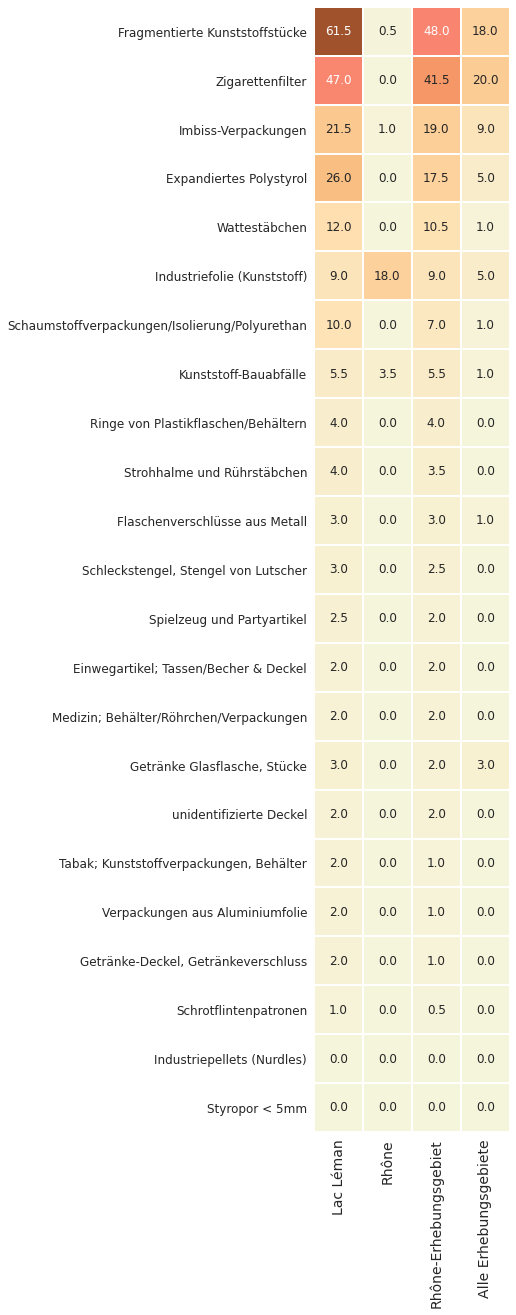 Fragmentierte Kunststoffstücke 61.5 0.5 48.0 18.0
Zigarettenfilter 47.0 0.0 41.5 20.0
Imbiss-Verpackungen 21.5 1.0 19.0 9.0
Expandiertes Polystyrol 26.0 0.0 17.5 5.0
Wattestäbchen 12.0 0.0 10.5 1.0
Industriefolie (Kunststoff) 9.0 18.0 9.0 5.0
Schaumstoffverpackungen/Isolierung/Polyurethan 10.0 0.0 7.0 1.0
Kunststoff-Bauabfälle 5.5 3.5 5.5 1.0
Ringe von Plastikflaschen/Behältern 4.0 0.0 4.0 0.0
Strohhalme und Rührstäbchen 4.0 0.0 3.5 0.0
Flaschenverschlüsse aus Metall 3.0 0.0 3.0 1.0
Schleckstengel, Stengel von Lutscher 3.0 0.0 2.5 0.0
Spielzeug und Partyartikel 2.5 0.0 2.0 0.0
Einwegartikel; Tassen/Becher & Deckel 2.0 0.0 2.0 0.0
Medizin; Behälter/Röhrchen/Verpackungen 2.0 0.0 2.0 0.0
Getränke Glasflasche, Stücke 3.0 0.0 2.0 3.0
unidentifizierte Deckel 2.0 0.0 2.0 0.0
Tabak; Kunststoffverpackungen, Behälter 2.0 0.0 1.0 0.0
Verpackungen aus Aluminiumfolie 2.0 0.0 1.0 0.0
Getränke-Deckel, Getränkeverschluss 2.0 0.0 1.0 0.0
Schrotflintenpatronen 1.0 0.0 0.5 0.0
Industriepellets (Nurdles) 0.0 0.0 0.0 0.0
Styropor < 5mm 0.0 0.0 0.0 0.0
Lac Léman
Rhône
Rhône-Erhebungsgebiet
Alle Erhebungsgebiete